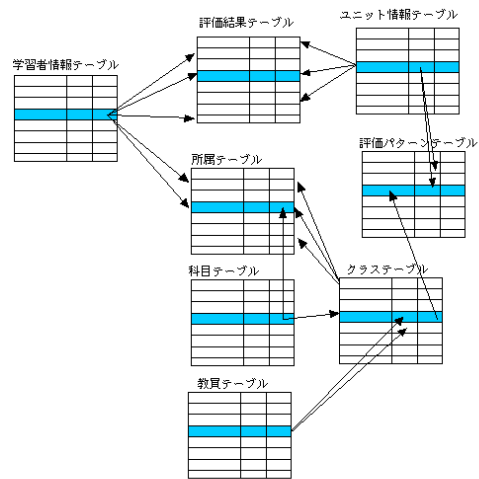 評価結果テーブル
ユニット情報テーブル
学習者情報テーブル
評価パターンテーブル
所属テーブル
科目テーブル
クラステーブル
教員テーブル